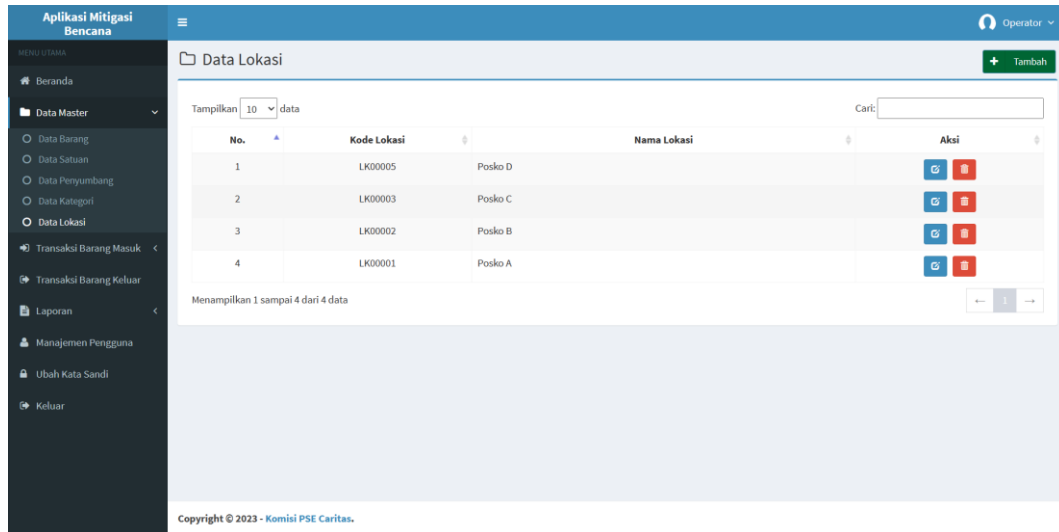 Aplikasi Mitigasi
Bencana
Operator
MENU UTAMA
Beranda
Data Master
Data Barang
Data Satuan
Data Penyumbang
Data Kategori
Data Lokasi
Transaksi Barang Masuk
Transaksi Barang Keluar
Laporan
Manajemen Pengguna
Ubah Kata Sandi
Keluar
Data Lokasi
+ Tambah
Tampilkan 10 data
Cari:
No. Kode Lokasi Nama Lokasi Aksi
1 LK00005 Posko D
2 LK00003 Posko C
3 LK00002 Posko B
4 LK00001 Posko A
Menampilkan 1 sampai 4 dari 4 data
← 1 →
Copyright © 2023 - Komisi PSE Caritas.